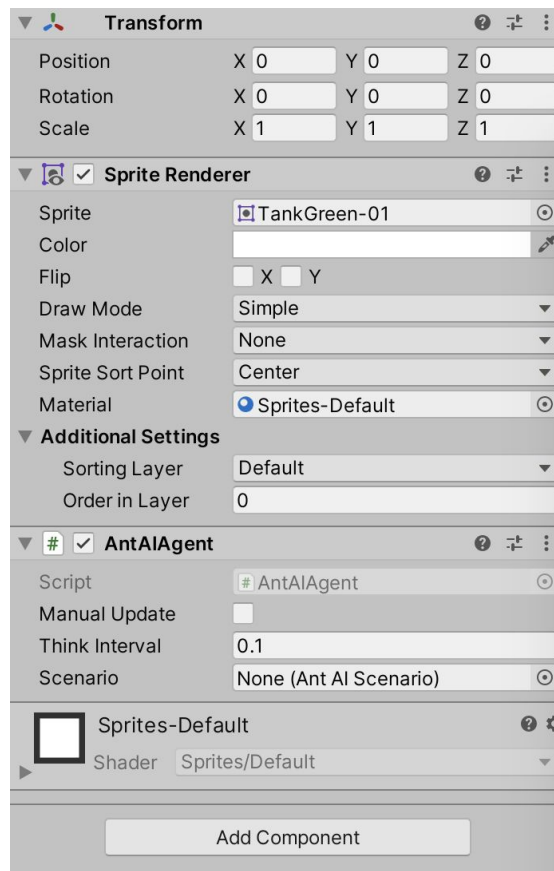 Transform
Position X 0 Y 0 Z 0
Rotation X 0 Y 0 Z 0
Scale X 1 Y 1 Z 1
Sprite Renderer
Sprite TankGreen-01
Color
Flip X Y
Draw Mode Simple
Mask Interaction None
Sprite Sort Point Center
Material Sprites-Default
Additional Settings
Sorting Layer Default
Order in Layer 0
# AntAIAgent
Script # AntAIAgent
Manual Update
Think Interval 0.1
Scenario None (Ant AI Scenario)
Sprites-Default
Shader Sprites/Default
Add Component